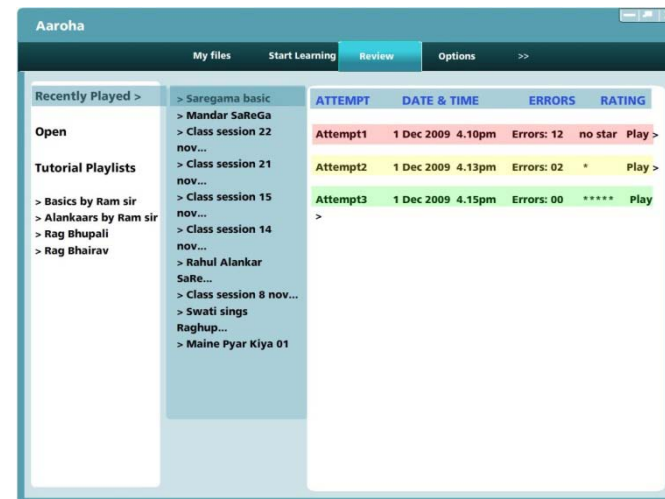 Aaroha
My files Start Learning Review Options >>
Recently Played >
Open
Tutorial Playlists
> Basics by Ram sir
> Alankaars by Ram sir
> Rag Bhupali
> Rag Bhairav
> Saregama basic
> Mandar SaReGa
> Class session 22
nov...
> Class session 21
nov...
> Class session 15
nov...
> Class session 14
nov...
> Rahul Alankar
SaRe...
> Class session 8 nov...
> Swati sings
Raghup...
> Maine Pyar Kiya 01
ATTEMPT DATE & TIME ERRORS RATING
Attempt1 1 Dec 2009 4.10pm Errors: 12 no star Play >
Attempt2 1 Dec 2009 4.13pm Errors: 02 * Play >
Attempt3 1 Dec 2009 4.15pm Errors: 00 ***** Play
>